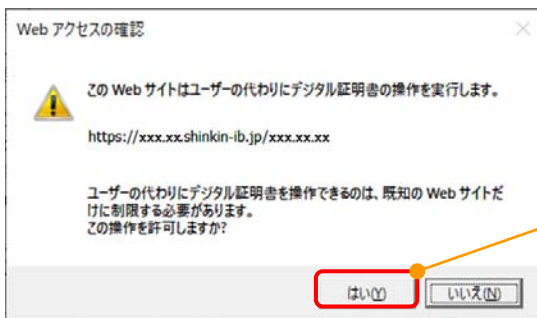 Web アクセスの確認
この Web サイトはユーザーの代わりにデジタル証明書の操作を実行します。
https://xxx.xx.shinkin-ib.jp/xxx.xx.xx
ユーザーの代わりにデジタル証明書を操作できるのは、既知の Web サイトだ
けに制限する必要があります。
この操作を許可しますか?
はい(Y)
いいえ(N)